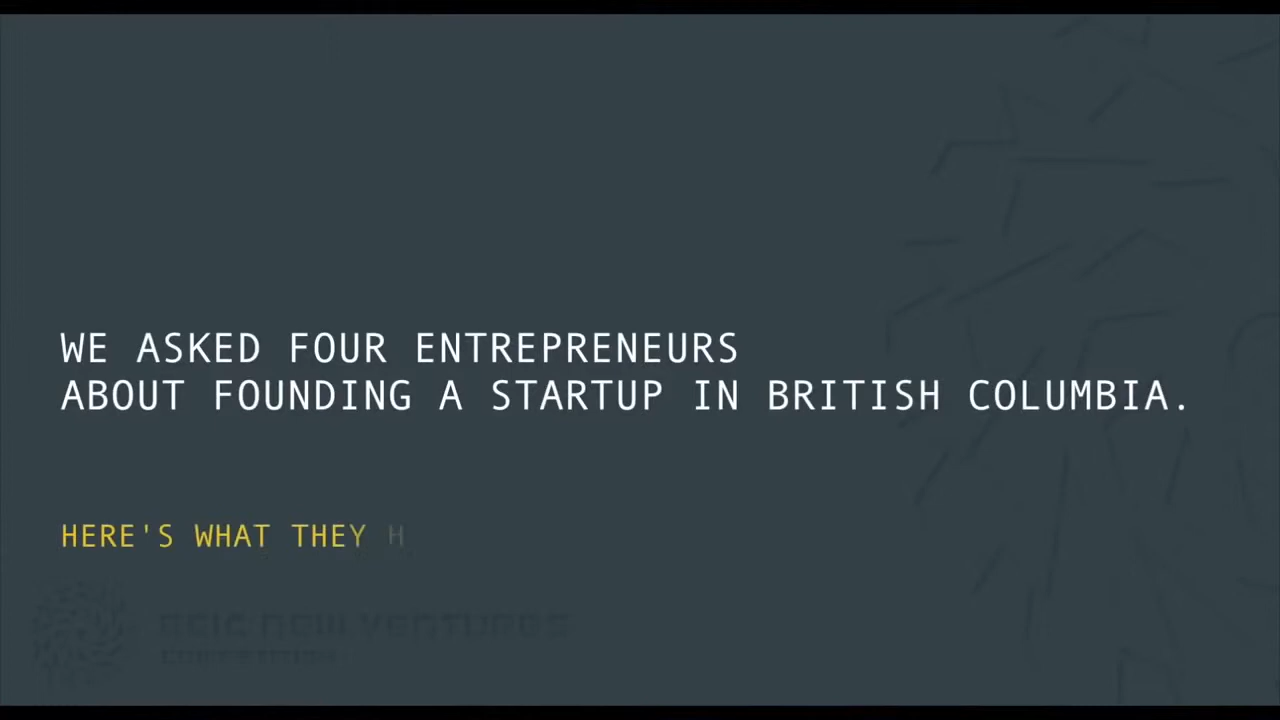 WE ASKED FOUR ENTREPRENEURS
ABOUT FOUNDING A STARTUP IN BRITISH COLUMBIA.
HERE'S WHAT THEY H